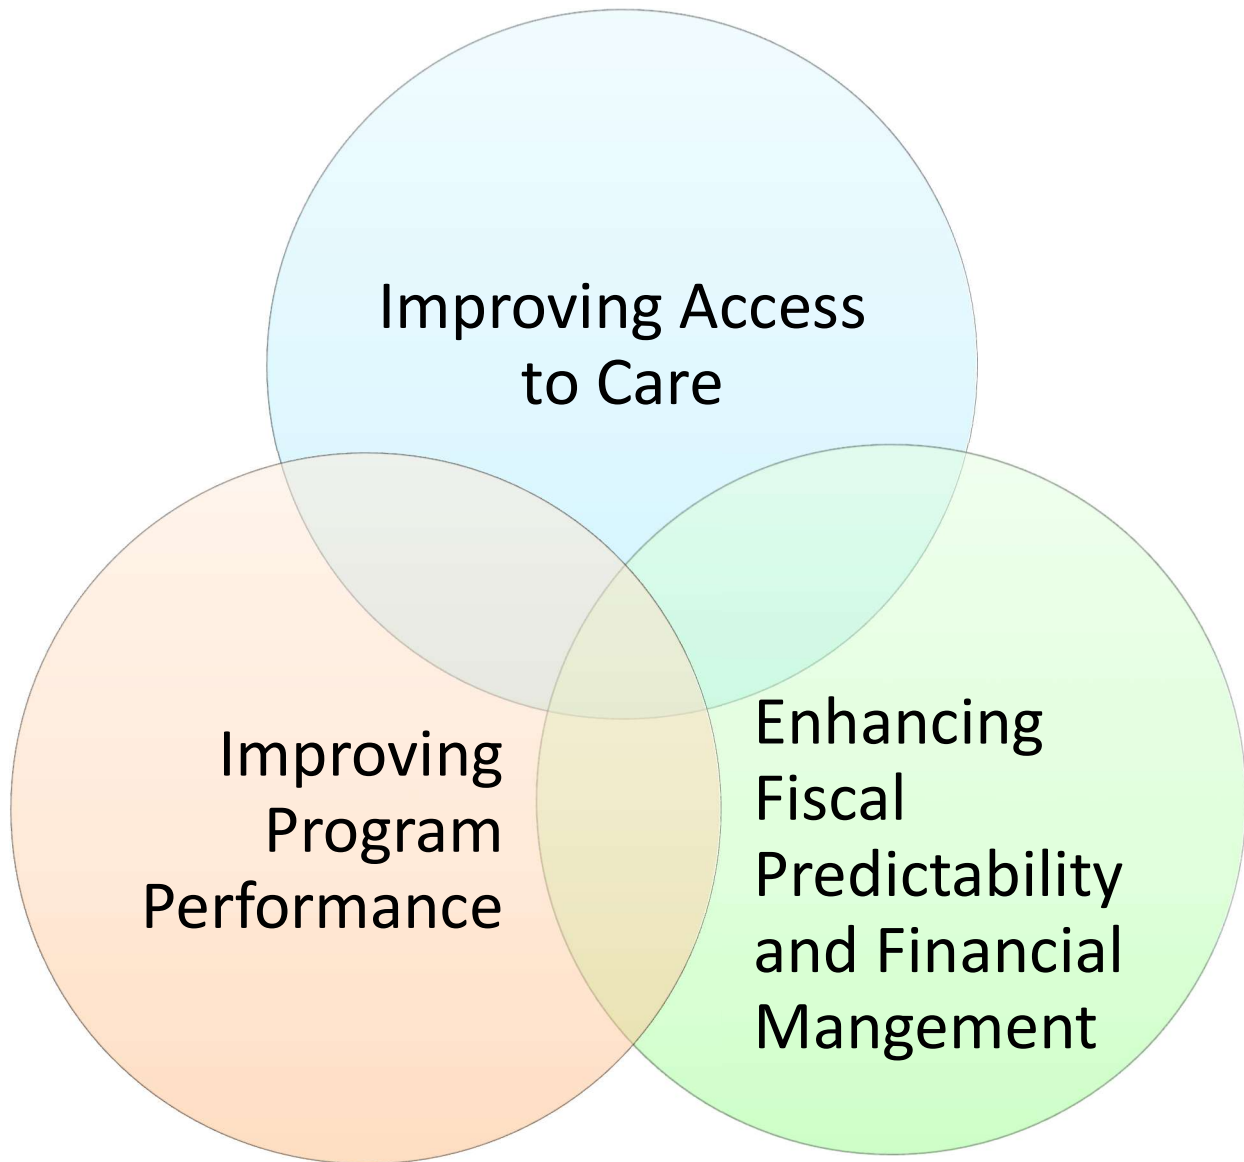 Improving Access
to Care
Improving
Program
Performance
Enhancing
Fiscal
Predictability
and Financial
Mangement